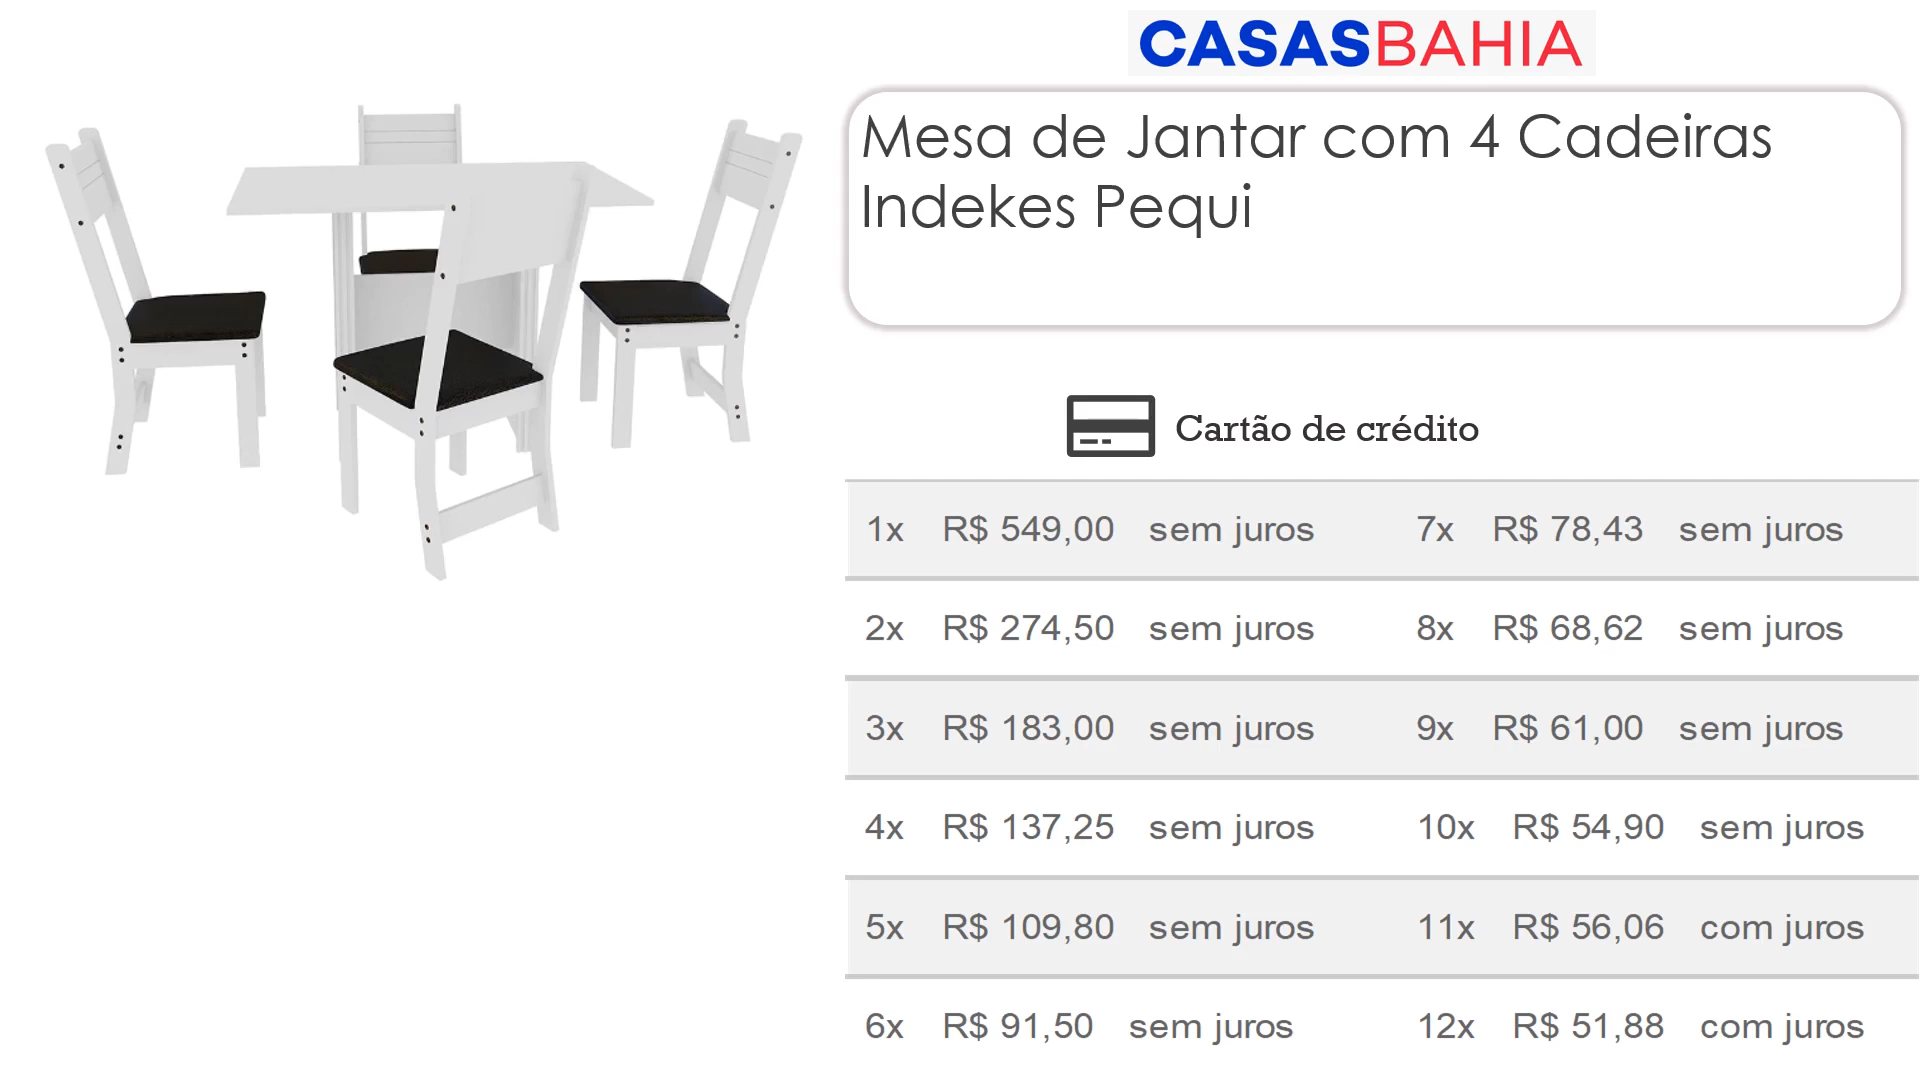 CASASBAHIA
Mesa de Jantar com 4 Cadeiras
Indekes Pequi
Cartão de crédito
1x R$ 549,00 sem juros 7x R$ 78,43 sem juros
2x R$ 274,50 sem juros 8x R$ 68,62 sem juros
3x R$ 183,00 sem juros 9x R$ 61,00 sem juros
4x R$ 137,25 sem juros 10x R$ 54,90 sem juros
5x R$ 109,80 sem juros 11x R$ 56,06 com juros
6x R$ 91,50 sem juros 12x R$ 51,88 com juros